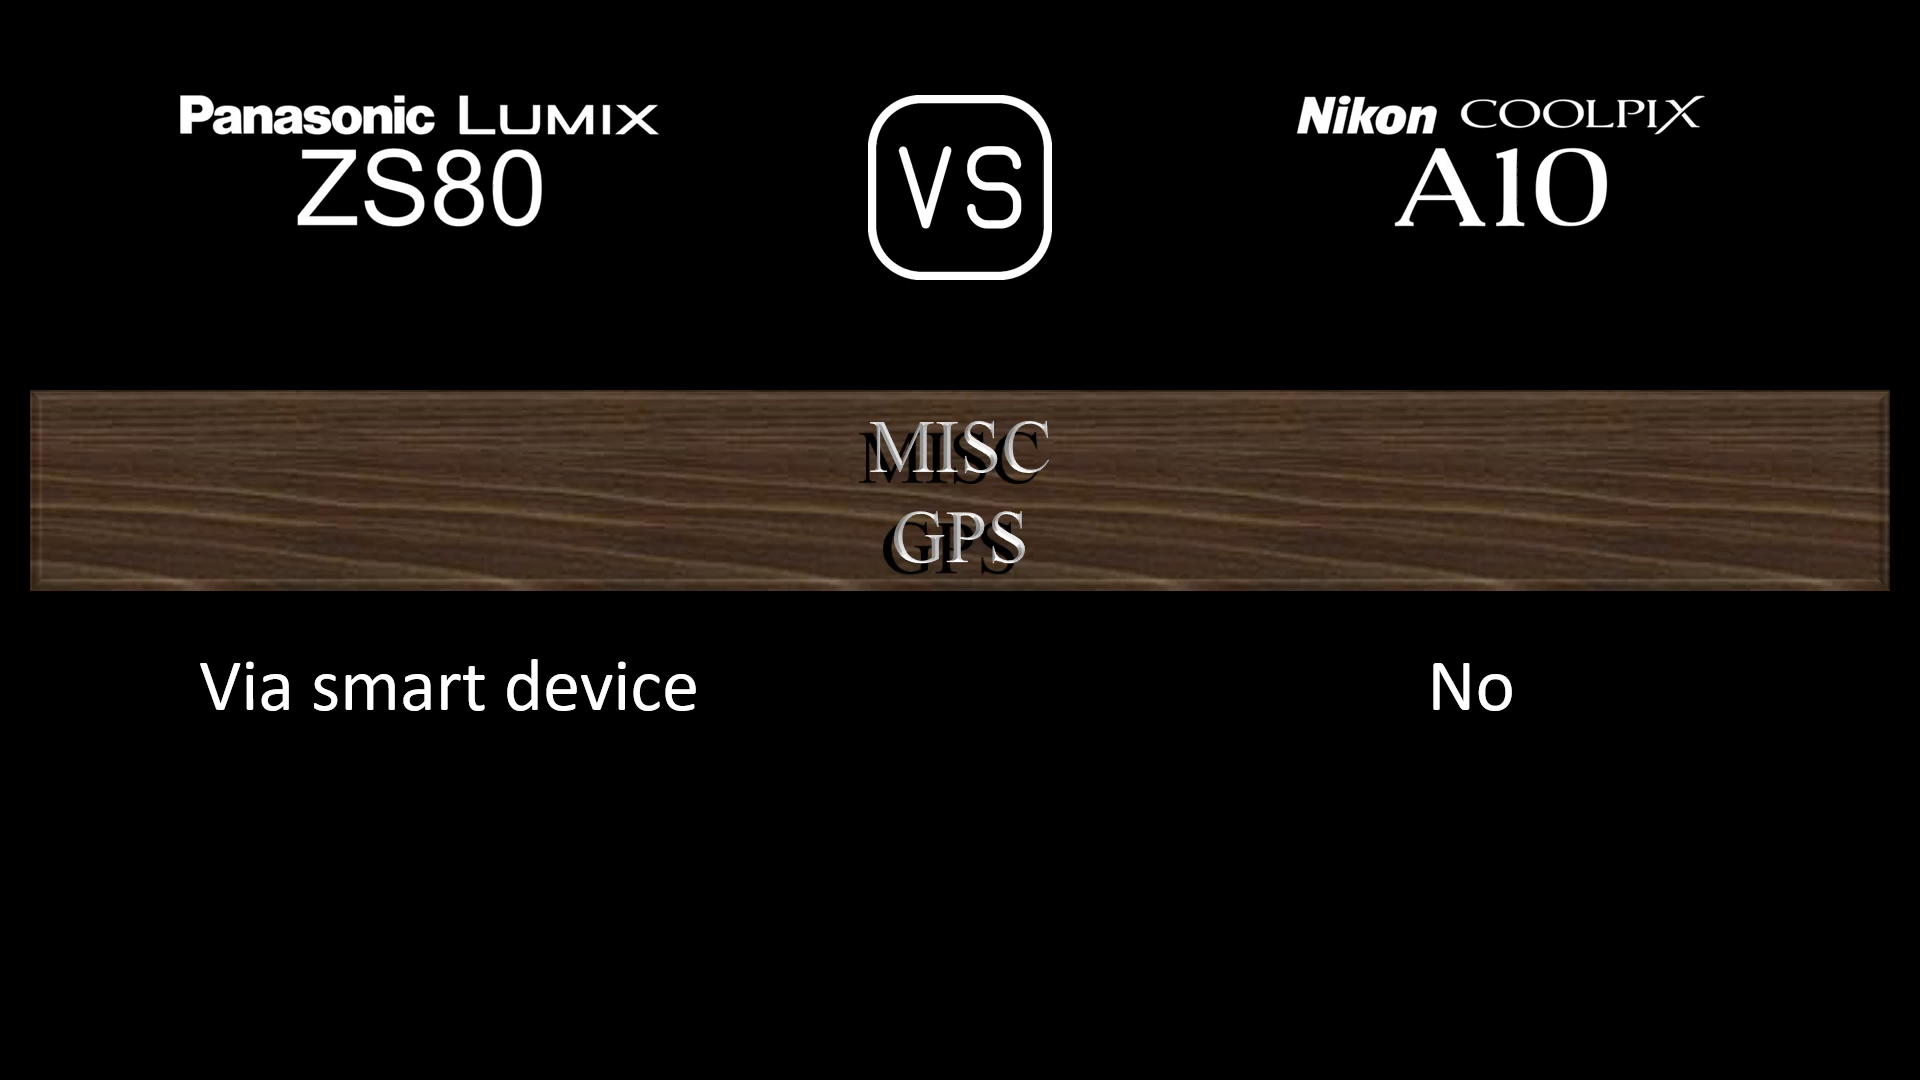 Panasonic LUMIX
ZS80
VS
Nikon COOLPIX
A10
MISC
GPS
Via smart device
No